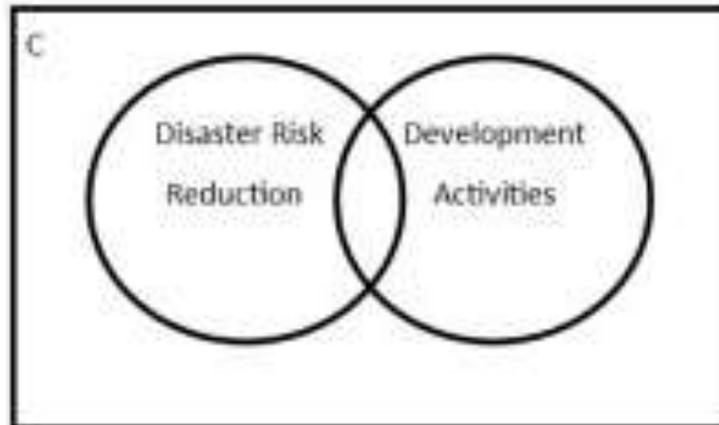 C
Disaster Risk
Reduction
Development
Activities